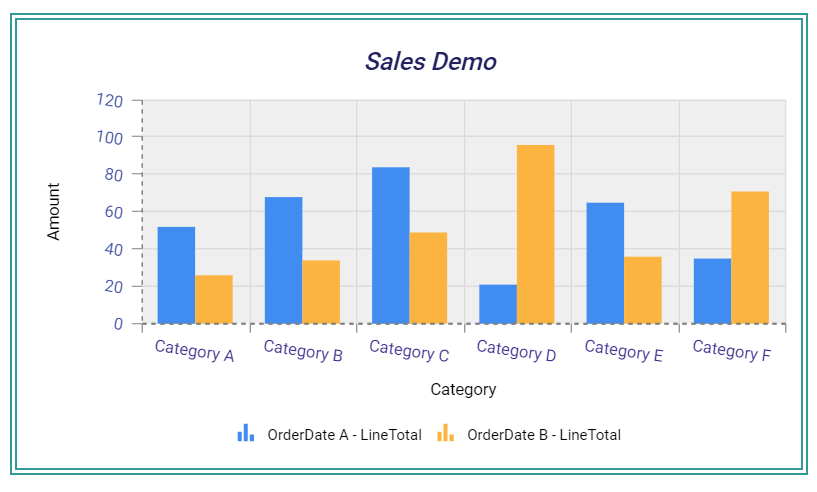 Sales Demo
120
100
80
60
40
20
0
Amount
Category A
Category B
Category C
Category D
Category E
Category F
Category
OrderDate A - LineTotal
OrderDate B - LineTotal